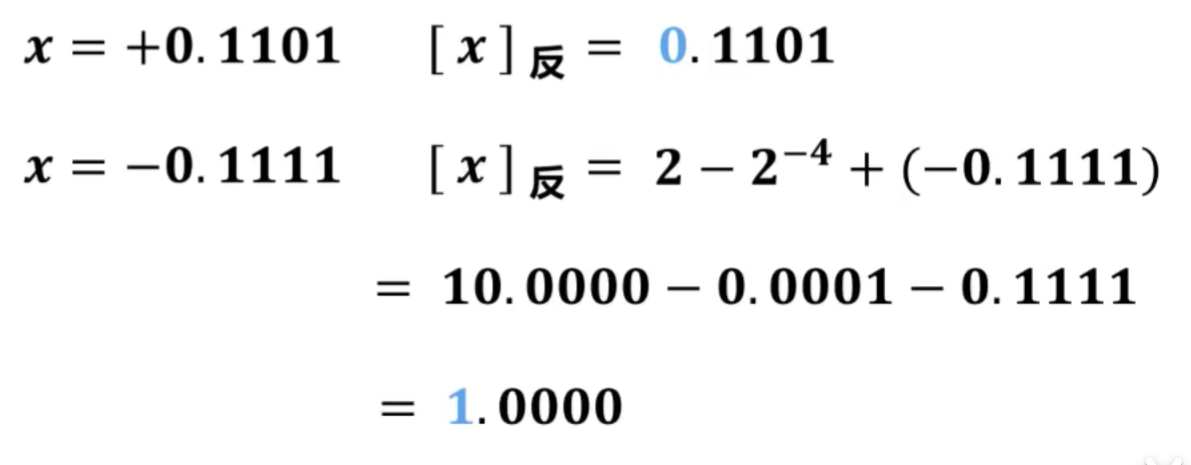 x = +0.1101 [x]反 = 0.1101
x = −0.1111 [x]反 = 2 − 2⁻⁴ + (−0.1111)
= 10.0000 − 0.0001 − 0.1111
= 1.0000